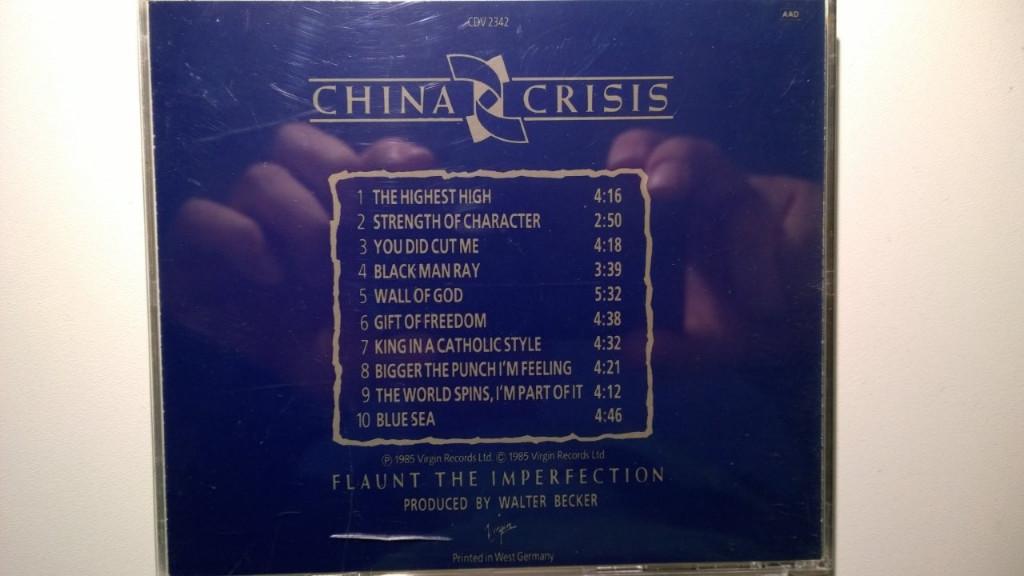 CDV 2342
AAD
CHINA CRISIS
1 THE HIGHEST HIGH 4:16
2 STRENGTH OF CHARACTER 2:50
3 YOU DID CUT ME 4:18
4 BLACK MAN RAY 3:39
5 WALL OF GOD 5:32
6 GIFT OF FREEDOM 4:38
7 KING IN A CATHOLIC STYLE 4:32
8 BIGGER THE PUNCH I'M FEELING 4:21
9 THE WORLD SPINS, I'M PART OF IT 4:12
10 BLUE SEA 4:46
Ⓟ 1985 Virgin Records Ltd. © 1985 Virgin Records Ltd
FLAUNT THE IMPERFECTION
PRODUCED BY WALTER BECKER
Virgin
Printed in West Germany